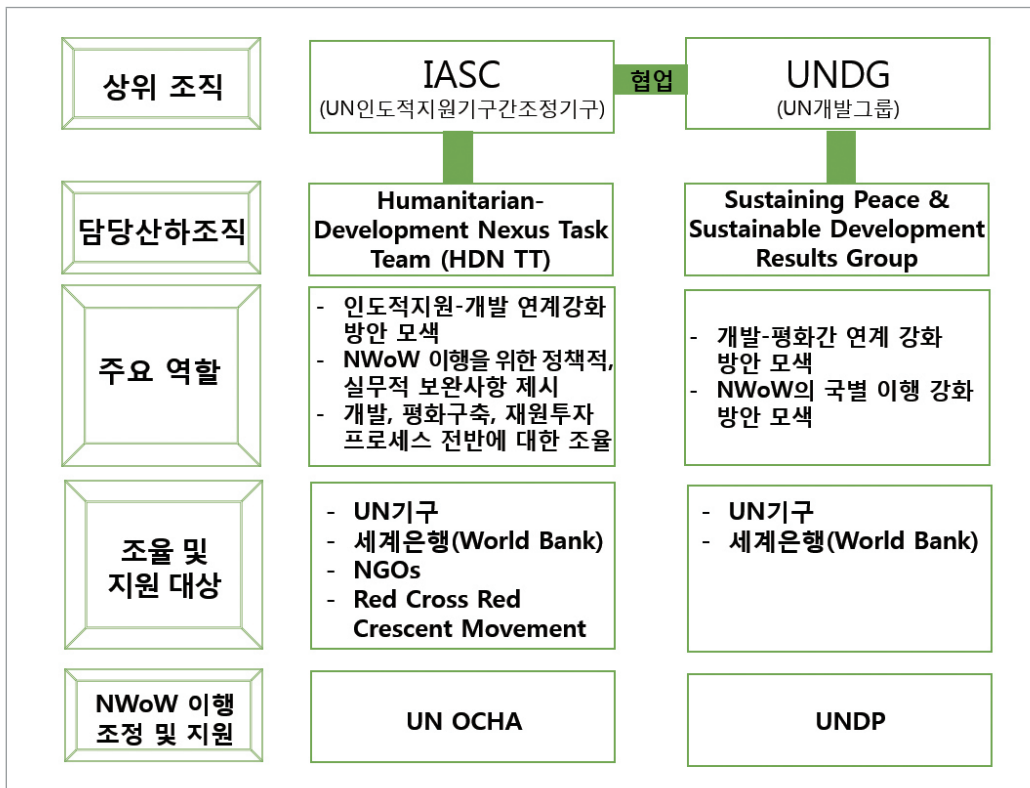 상위 조직
IASC
(UN인도적지원기구간조정기구)
협업
UNDG
(UN개발그룹)
담당산하조직
Humanitarian-
Development Nexus Task
Team (HDN TT)
Sustaining Peace &
Sustainable Development
Results Group
주요 역할
- 인도적지원-개발 연계강화
방안 모색
- NWoW 이행을 위한 정책적,
실무적 보완사항 제시
- 개발, 평화구축, 재원투자
프로세스 전반에 대한 조율
- 개발-평화간 연계 강화
방안 모색
- NWoW의 국별 이행 강화
방안 모색
조율 및
지원 대상
- UN기구
- 세계은행(World Bank)
- NGOs
- Red Cross Red
Crescent Movement
- UN기구
- 세계은행(World Bank)
NWoW 이행
조정 및 지원
UN OCHA
UNDP